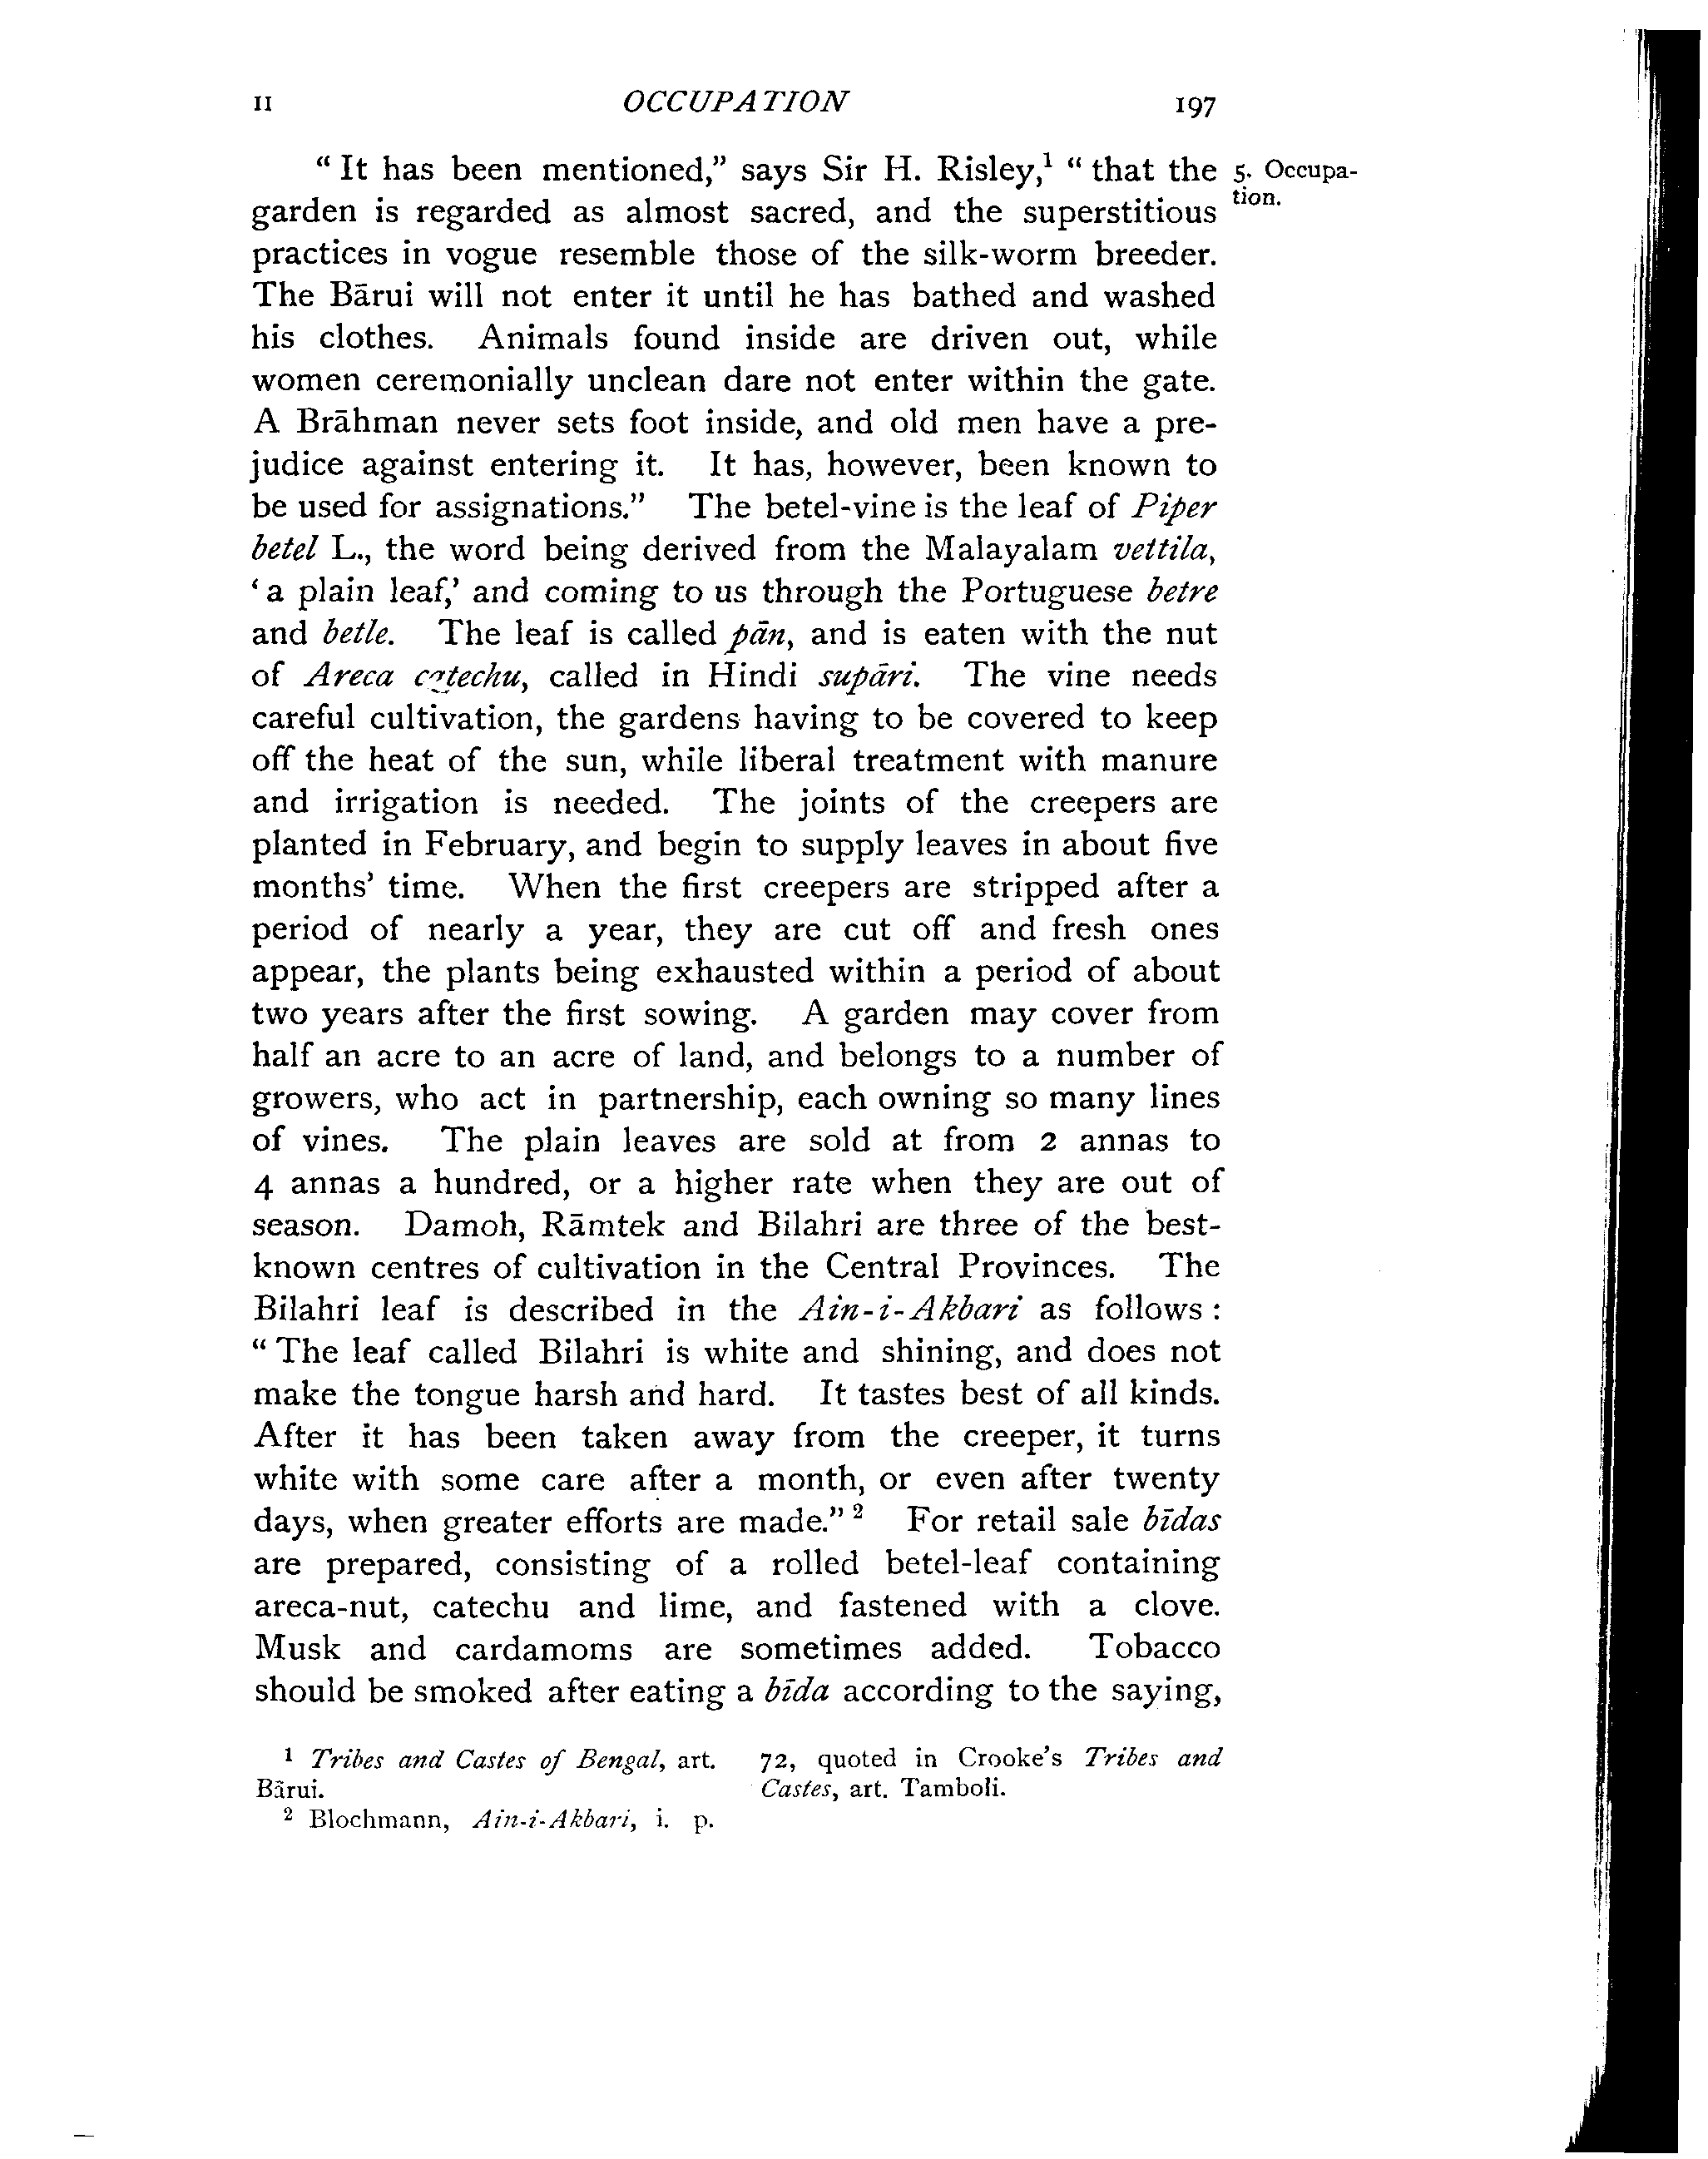 II OCCUPATION 197
“ It has been mentioned,” says Sir H. Risley,¹ “ that the
5. Occupa-
tion.
garden is regarded as almost sacred, and the superstitious
practices in vogue resemble those of the silk-worm breeder.
The Bārui will not enter it until he has bathed and washed
his clothes. Animals found inside are driven out, while
women ceremonially unclean dare not enter within the gate.
A Brāhman never sets foot inside, and old men have a pre-
judice against entering it. It has, however, been known to
be used for assignations.” The betel-vine is the leaf of Piper
betel L., the word being derived from the Malayalam vettila,
‘ a plain leaf,’ and coming to us through the Portuguese betre
and betle. The leaf is called pān, and is eaten with the nut
of Areca catechu, called in Hindi supāri. The vine needs
careful cultivation, the gardens having to be covered to keep
off the heat of the sun, while liberal treatment with manure
and irrigation is needed. The joints of the creepers are
planted in February, and begin to supply leaves in about five
months’ time. When the first creepers are stripped after a
period of nearly a year, they are cut off and fresh ones
appear, the plants being exhausted within a period of about
two years after the first sowing. A garden may cover from
half an acre to an acre of land, and belongs to a number of
growers, who act in partnership, each owning so many lines
of vines. The plain leaves are sold at from 2 annas to
4 annas a hundred, or a higher rate when they are out of
season. Damoh, Rāmtek and Bilahri are three of the best-
known centres of cultivation in the Central Provinces. The
Bilahri leaf is described in the Ain-i-Akbari as follows :
“ The leaf called Bilahri is white and shining, and does not
make the tongue harsh and hard. It tastes best of all kinds.
After it has been taken away from the creeper, it turns
white with some care after a month, or even after twenty
days, when greater efforts are made.” ² For retail sale bīdas
are prepared, consisting of a rolled betel-leaf containing
areca-nut, catechu and lime, and fastened with a clove.
Musk and cardamoms are sometimes added. Tobacco
should be smoked after eating a bīda according to the saying,
¹ Tribes and Castes of Bengal, art.
Bārui.
² Blochmann, Ain-i-Akbari, i. p.
72, quoted in Crooke’s Tribes and
Castes, art. Tamboli.